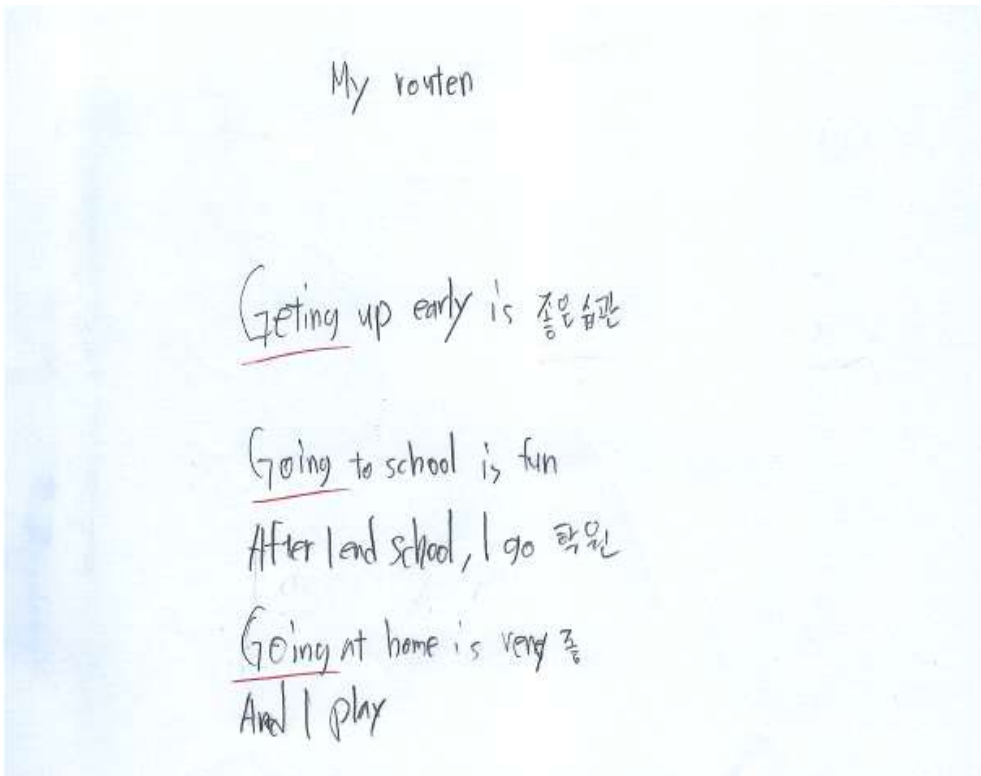 My routen
Geting up early is 좋은습관
Going to school is fun
After I end school, I go 학원
Going at home is very 좋
And I play